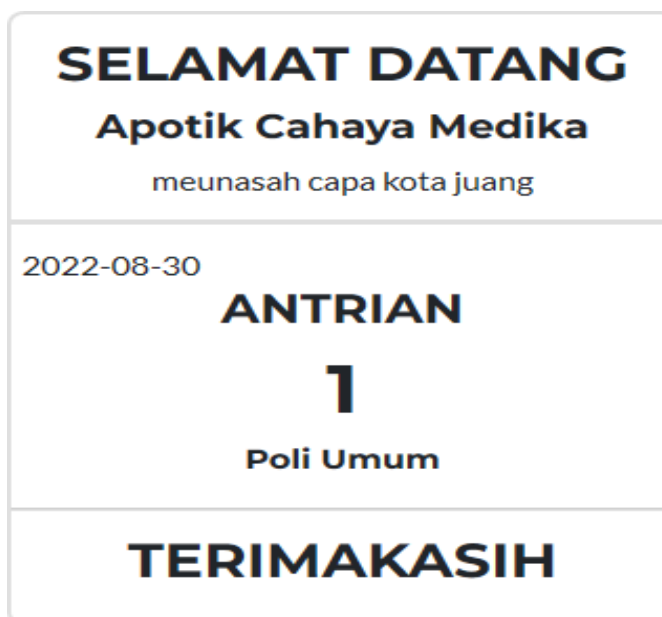 SELAMAT DATANG
Apotik Cahaya Medika
meunasah capa kota juang
2022-08-30
ANTRIAN
1
Poli Umum
TERIMAKASIH